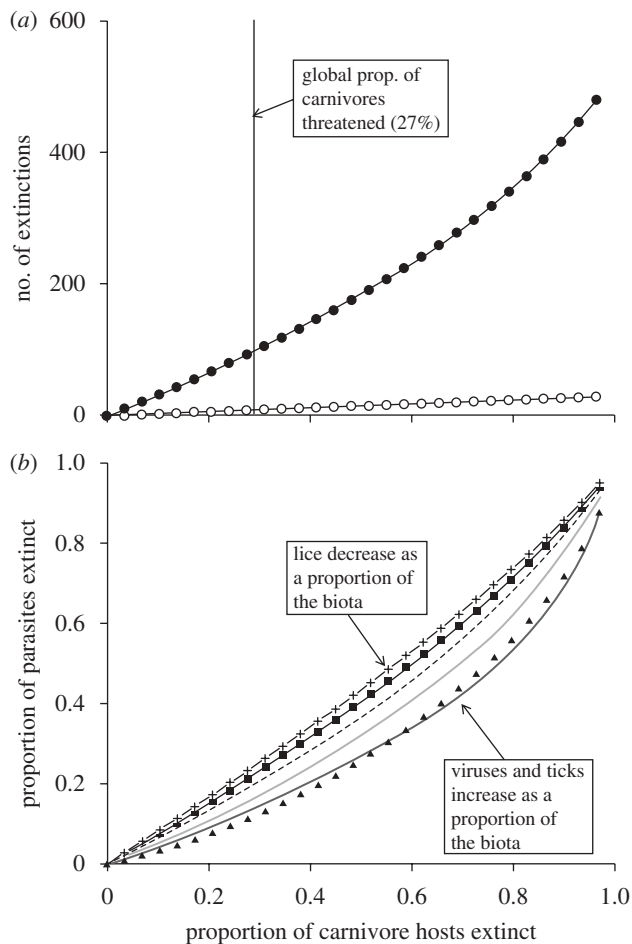 (a)
600
400
200
0
no. of extinctions
global prop. of
carnivores
threatened (27%)
(b)
1.0
0.8
0.6
0.4
0.2
0
proportion of parasites extinct
lice decrease as
a proportion of
the biota
viruses and ticks
increase as a
proportion of
the biota
0 0.2 0.4 0.6 0.8 1.0
proportion of carnivore hosts extinct